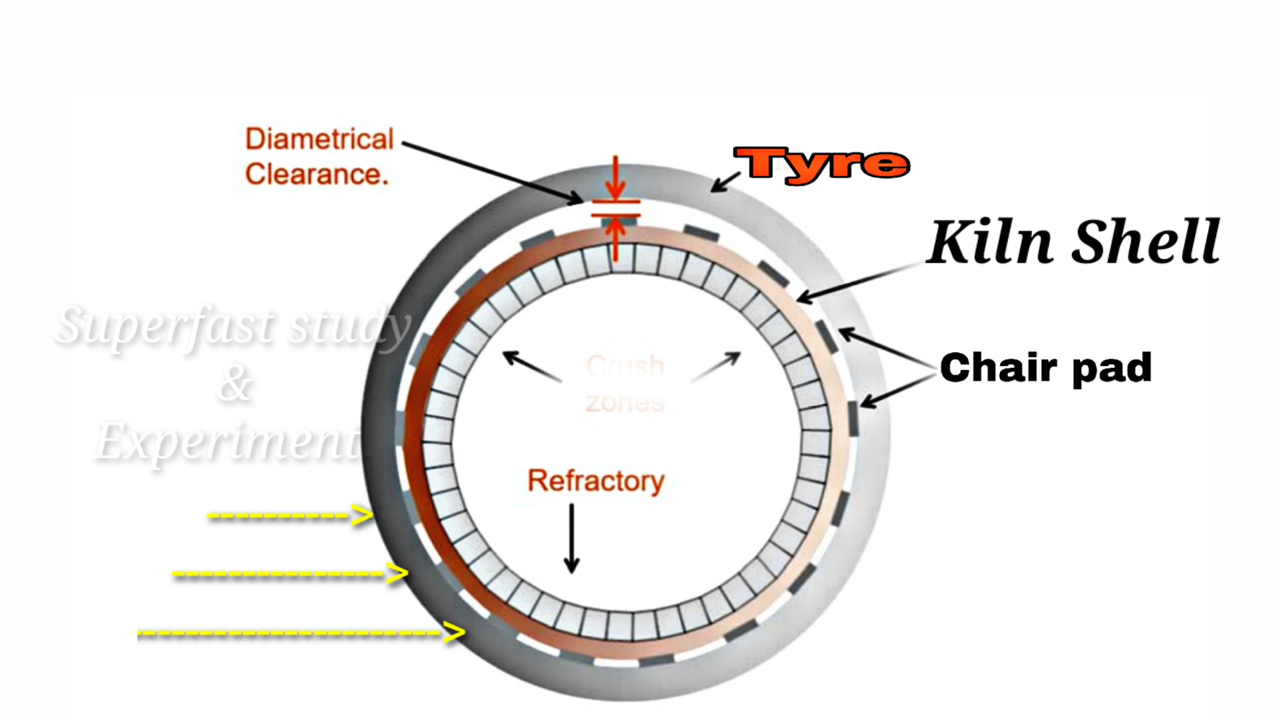 Diametrical
Clearance.
Tyre
Kiln Shell
Superfast study
&
Experiment
Chair pad
Crush
zones
Refractory